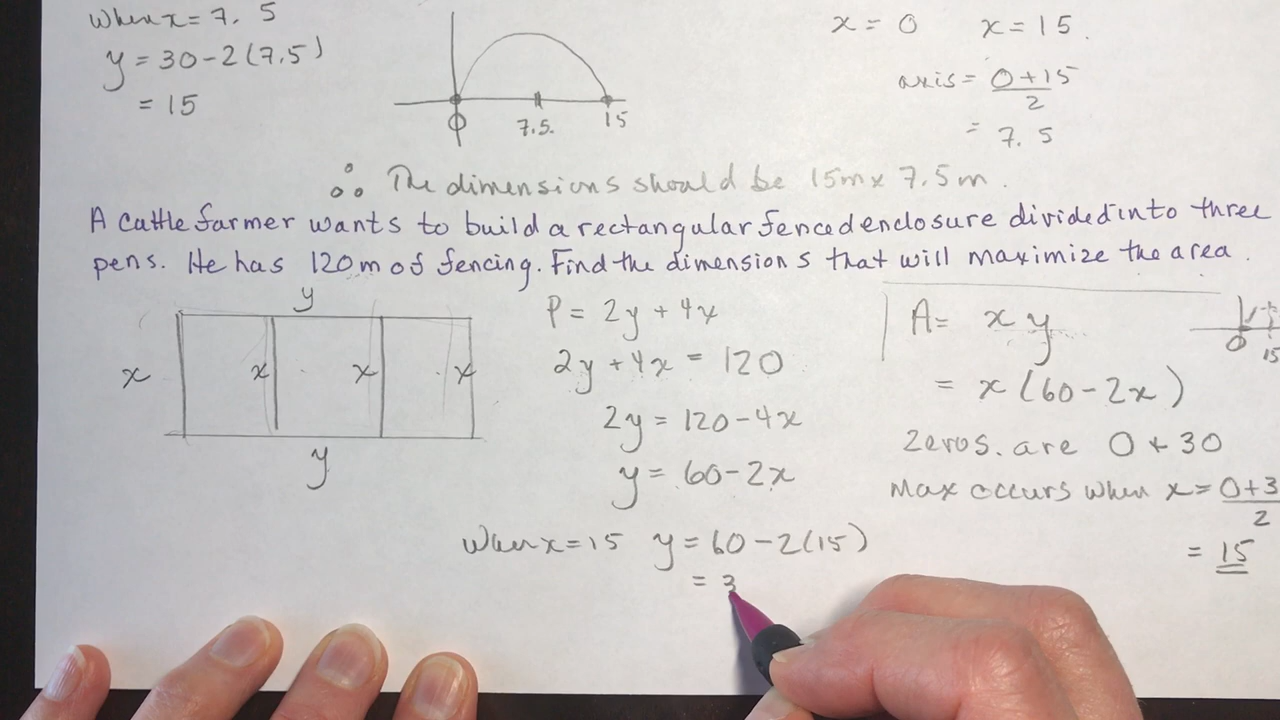 when x = 7.5
y = 30-2(7.5)
= 15
0 7.5. 15
x = 0 x = 15.
axis = 0+15
2
= 7.5
∴ The dimensions should be 15m x 7.5m.
A cattle farmer wants to build a rectangular fenced enclosure divided into three
pens. He has 120m of fencing. Find the dimensions that will maximize the area.
y
x x x x
y
P = 2y + 4x
2y + 4x = 120
2y = 120-4x
y = 60-2x
A = xy
= x(60-2x)
0 15
Zeros. are 0 + 30
Max occurs when x = 0+3
2
= 15
when x = 15 y = 60-2(15)
= 3